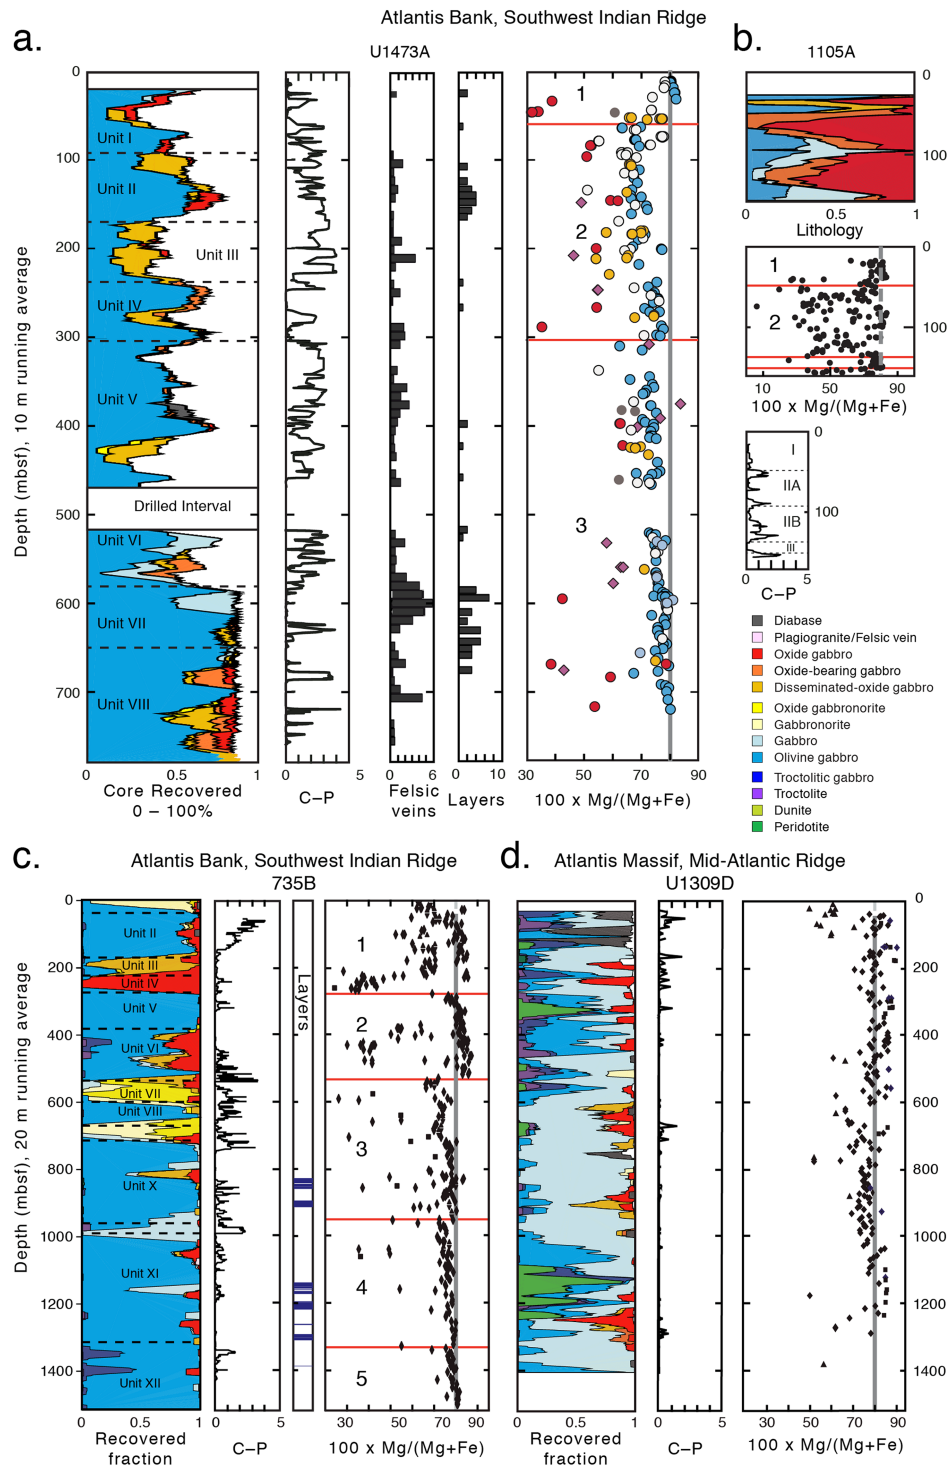 Atlantis Bank, Southwest Indian Ridge
a.
U1473A
b.
1105A
Depth (mbsf), 10 m running average
0
100
200
300
400
500
600
700
Unit I
Unit II
Unit III
Unit IV
Unit V
Drilled Interval
Unit VI
Unit VII
Unit VIII
0 0.5 1
Core Recovered
0 – 100%
0 5
C–P
0 6
Felsic
veins
0 10
Layers
1
2
3
30 50 70 90
100 x Mg/(Mg+Fe)
0
100
0 0.5 1
Lithology
0
1
2
100
10 50 90
100 x Mg/(Mg+Fe)
0
I
IIA
100
IIB
III
0 5
C–P
Diabase
Plagiogranite/Felsic vein
Oxide gabbro
Oxide-bearing gabbro
Disseminated-oxide gabbro
Oxide gabbronorite
Gabbronorite
Gabbro
Olivine gabbro
Troctolitic gabbro
Troctolite
Dunite
Peridotite
c.
Atlantis Bank, Southwest Indian Ridge
735B
Depth (mbsf), 20 m running average
0
200
400
600
800
1000
1200
1400
Unit II
Unit III
Unit IV
Unit V
Unit VI
Unit VII
Unit VIII
Unit X
Unit XI
Unit XII
0 0.5 1
Recovered
fraction
0 5
C–P
Layers
1
2
3
4
5
30 50 70 90
100 x Mg/(Mg+Fe)
d.
Atlantis Massif, Mid-Atlantic Ridge
U1309D
0 0.5 1
Recovered
fraction
0 5
C–P
30 50 70 90
100 x Mg/(Mg+Fe)
0
200
400
600
800
1000
1200
1400